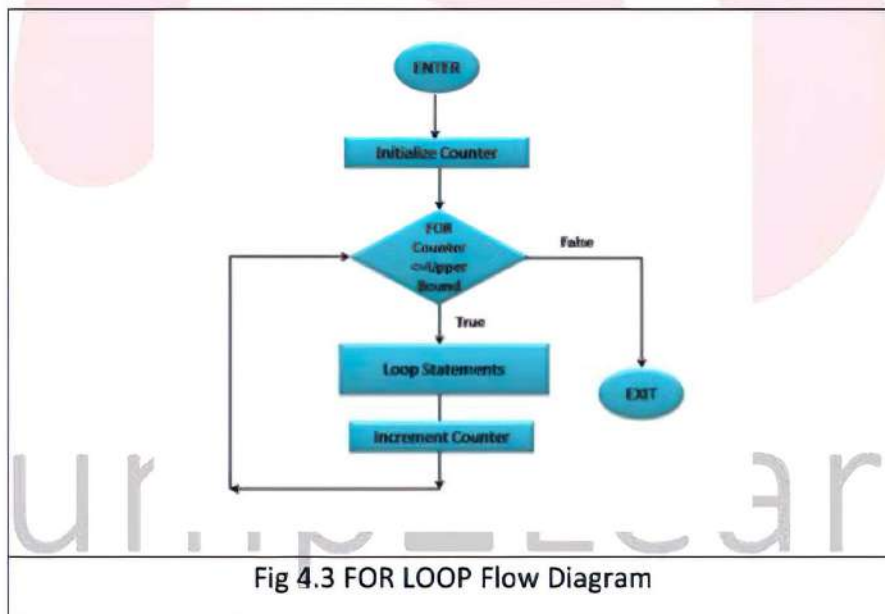 ENTER
Initialize Counter
FOR
Counter
<=Upper
Bound
False
True
Loop Statements
EXIT
Increment Counter
Fig 4.3 FOR LOOP Flow Diagram